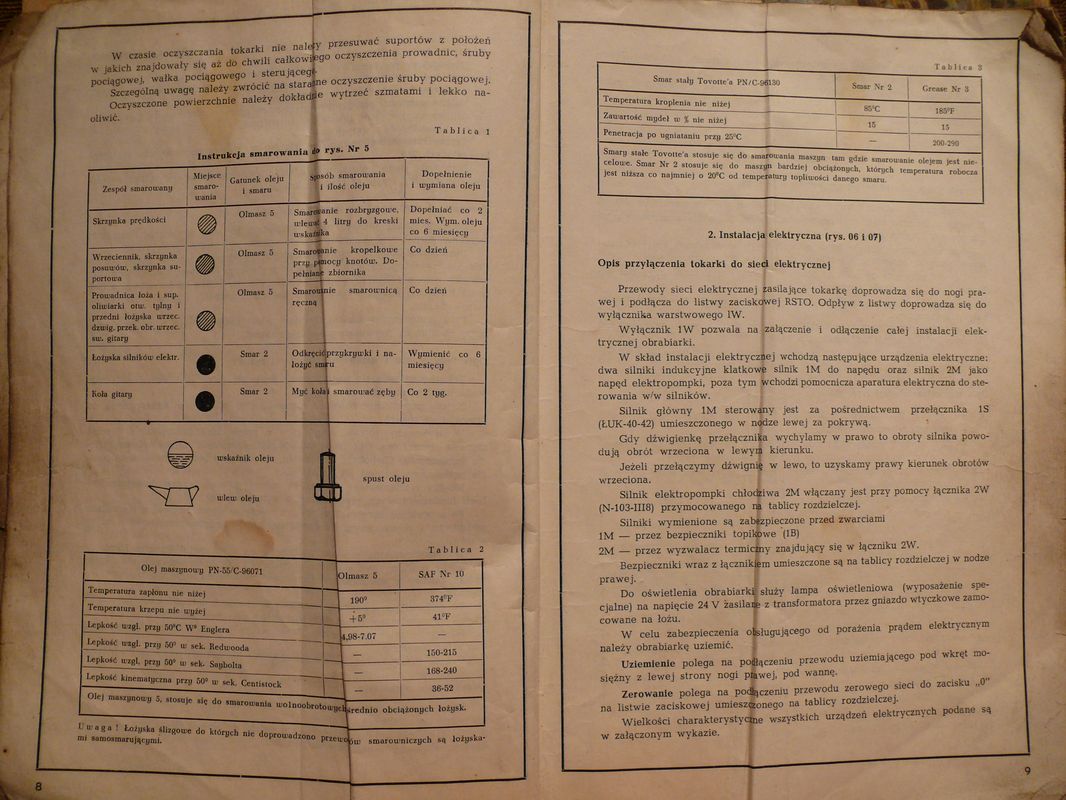 W czasie oczyszczania tokarki nie należy przesuwać suportów z położeń
w jakich znajdowały się aż do chwili całkowitego oczyszczenia prowadnic, śruby
pociągowej, wałka pociągowego i sterującego.
Szczególną uwagę należy zwrócić na staranne oczyszczenie śruby pociągowej.
Oczyszczone powierzchnie należy dokładnie wytrzeć szmatami i lekko na-
oliwić.
Tablica 1
Instrukcja smarowania do rys. Nr 5
Zespół smarowany
Miejsce
smaro-
wania
Gatunek oleju
i smaru
Sposób smarowania
i ilość oleju
Dopełnienie
i wymiana oleju
Skrzynka prędkości
Olmasz 5
Smarowanie rozbryzgowe,
wlewać 4 litry do kreski
wskaźnika
Dopełniać co 2
mies. Wym. oleju
co 6 miesięcy
Wrzeciennik, skrzynka
posuwów, skrzynka su-
portowa
Olmasz 5
Smarowanie kropelkowe
przy pomocy knotów. Do-
pełnianie zbiornika
Co dzień
Prowadnica łoża i sup.
oliwiarki otw. tylny i
przedni łożyska wrzec.
dźwig. przek. obr. wrzec.
św. gitary
Olmasz 5
Smarowanie smarownicą
ręczną
Co dzień
Łożyska silników elektr.
Smar 2
Odkręcić przykrywki i na-
łożyć smaru
Wymienić co 6
miesięcy
Koła gitary
Smar 2
Myć koła i smarować zęby
Co 2 tyg.
wskaźnik oleju
spust oleju
wlew oleju
Tablica 2
Olej maszynowy PN-55/C-96071
Olmasz 5
SAF Nr 10
Temperatura zapłonu nie niżej
190°
374°F
Temperatura krzepu nie wyżej
+5°
41°F
Lepkość wzgl. przy 50°C W° Englera
4,98-7.07
—
Lepkość wzgl. przy 50° w sek. Redwooda
—
150-215
Lepkość wzgl. przy 50° w sek. Saybolta
—
168-240
Lepkość kinematyczna przy 50° w sek. Centistock
—
36-52
Olej maszynowy 5, stosuje się do smarowania wolnoobrotowych średnio obciążonych łożysk.
Uwaga! Łożyska ślizgowe do których nie doprowadzono przewodów smarowniczych są łożyska-
mi samosmarującymi.
8
Tablica 3
Smar stały Tovotte'a PN/C-96130
Smar Nr 2
Grease Nr 3
Temperatura kroplenia nie niżej
85°C
185°F
Zawartość mydeł w % nie niżej
15
15
Penetracja po ugniataniu przy 25°C
—
200-290
Smary stałe Tovotte'a stosuje się do smarowania maszyn tam gdzie smarowanie olejem jest nie-
celowe. Smar Nr 2 stosuje się do maszyn bardziej obciążonych, których temperatura robocza
jest niższa co najmniej o 20°C od temperatury topliwości danego smaru.
2. Instalacja elektryczna (rys. 06 i 07)
Opis przyłączenia tokarki do sieci elektrycznej
Przewody sieci elektrycznej zasilające tokarkę doprowadza się do nogi pra-
wej i podłącza do listwy zaciskowej RSTO. Odpływ z listwy doprowadza się do
wyłącznika warstwowego 1W.
Wyłącznik 1W pozwala na załączenie i odłączenie całej instalacji elek-
trycznej obrabiarki.
W skład instalacji elektrycznej wchodzą następujące urządzenia elektryczne:
dwa silniki indukcyjne klatkowe silnik 1M do napędu oraz silnik 2M jako
napęd elektropompki, poza tym wchodzi pomocnicza aparatura elektryczna do ste-
rowania w/w silników.
Silnik główny 1M sterowany jest za pośrednictwem przełącznika 1S
(ŁUK-40-42) umieszczonego w nodze lewej za pokrywą.
Gdy dźwigienkę przełącznika wychylamy w prawo to obroty silnika powo-
dują obrót wrzeciona w lewym kierunku.
Jeżeli przełączymy dźwignię w lewo, to uzyskamy prawy kierunek obrotów
wrzeciona.
Silnik elektropompki chłodziwa 2M włączany jest przy pomocy łącznika 2W
(N-103-III8) przymocowanego na tablicy rozdzielczej.
Silniki wymienione są zabezpieczone przed zwarciami
1M — przez bezpieczniki topikowe (1B)
2M — przez wyzwalacz termiczny znajdujący się w łączniku 2W.
Bezpieczniki wraz z łącznikiem umieszczone są na tablicy rozdzielczej w nodze
prawej.
Do oświetlenia obrabiarki służy lampa oświetleniowa (wyposażenie spe-
cjalne) na napięcie 24 V zasilane z transformatora przez gniazdo wtyczkowe zamo-
cowane na łożu.
W celu zabezpieczenia obsługującego od porażenia prądem elektrycznym
należy obrabiarkę uziemić.
Uziemienie polega na podłączeniu przewodu uziemiającego pod wkręt mo-
siężny z lewej strony nogi prawej, pod wannę.
Zerowanie polega na podłączeniu przewodu zerowego sieci do zacisku „0"
na listwie zaciskowej umieszczonego na tablicy rozdzielczej.
Wielkości charakterystyczne wszystkich urządzeń elektrycznych podane są
w załączonym wykazie.
9